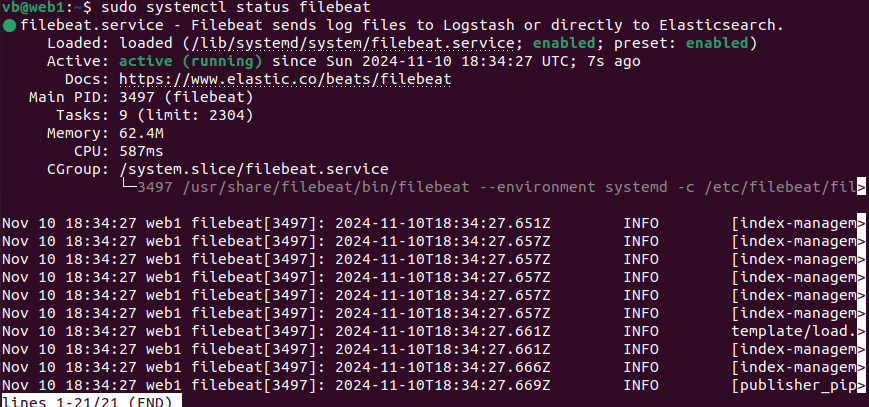 vb@web1:~$ sudo systemctl status filebeat
● filebeat.service - Filebeat sends log files to Logstash or directly to Elasticsearch.
     Loaded: loaded (/lib/systemd/system/filebeat.service; enabled; preset: enabled)
     Active: active (running) since Sun 2024-11-10 18:34:27 UTC; 7s ago
       Docs: https://www.elastic.co/beats/filebeat
   Main PID: 3497 (filebeat)
      Tasks: 9 (limit: 2304)
     Memory: 62.4M
        CPU: 587ms
     CGroup: /system.slice/filebeat.service
             └─3497 /usr/share/filebeat/bin/filebeat --environment systemd -c /etc/filebeat/fil>

Nov 10 18:34:27 web1 filebeat[3497]: 2024-11-10T18:34:27.651Z        INFO        [index-managem>
Nov 10 18:34:27 web1 filebeat[3497]: 2024-11-10T18:34:27.657Z        INFO        [index-managem>
Nov 10 18:34:27 web1 filebeat[3497]: 2024-11-10T18:34:27.657Z        INFO        [index-managem>
Nov 10 18:34:27 web1 filebeat[3497]: 2024-11-10T18:34:27.657Z        INFO        [index-managem>
Nov 10 18:34:27 web1 filebeat[3497]: 2024-11-10T18:34:27.657Z        INFO        [index-managem>
Nov 10 18:34:27 web1 filebeat[3497]: 2024-11-10T18:34:27.657Z        INFO        [index-managem>
Nov 10 18:34:27 web1 filebeat[3497]: 2024-11-10T18:34:27.661Z        INFO        template/load.>
Nov 10 18:34:27 web1 filebeat[3497]: 2024-11-10T18:34:27.661Z        INFO        [index-managem>
Nov 10 18:34:27 web1 filebeat[3497]: 2024-11-10T18:34:27.666Z        INFO        [index-managem>
Nov 10 18:34:27 web1 filebeat[3497]: 2024-11-10T18:34:27.669Z        INFO        [publisher_pip>
lines 1-21/21 (END)